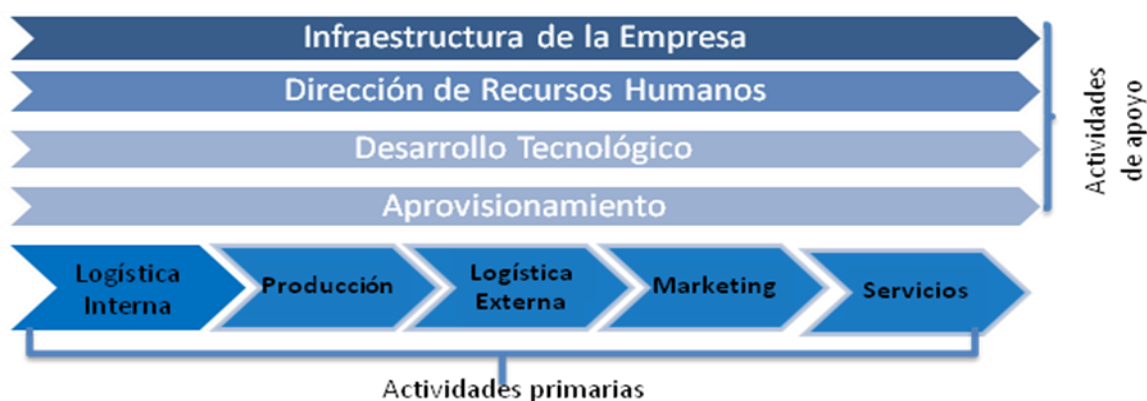 Infraestructura de la Empresa
Dirección de Recursos Humanos
Desarrollo Tecnológico
Aprovisionamiento
Actividades
de apoyo
Logística
Interna
Producción
Logística
Externa
Marketing
Servicios
Actividades primarias